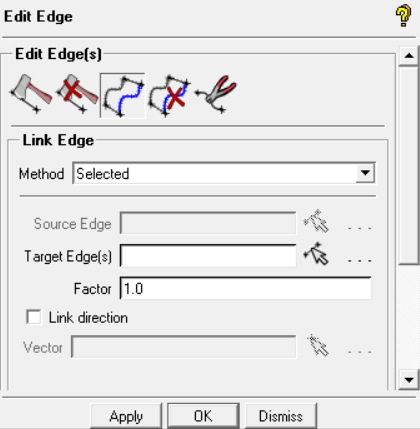 Edit Edge
Edit Edge(s)
Link Edge
Method Selected
Source Edge ...
Target Edge(s) ...
Factor 1.0
Link direction
Vector ...
Apply OK Dismiss